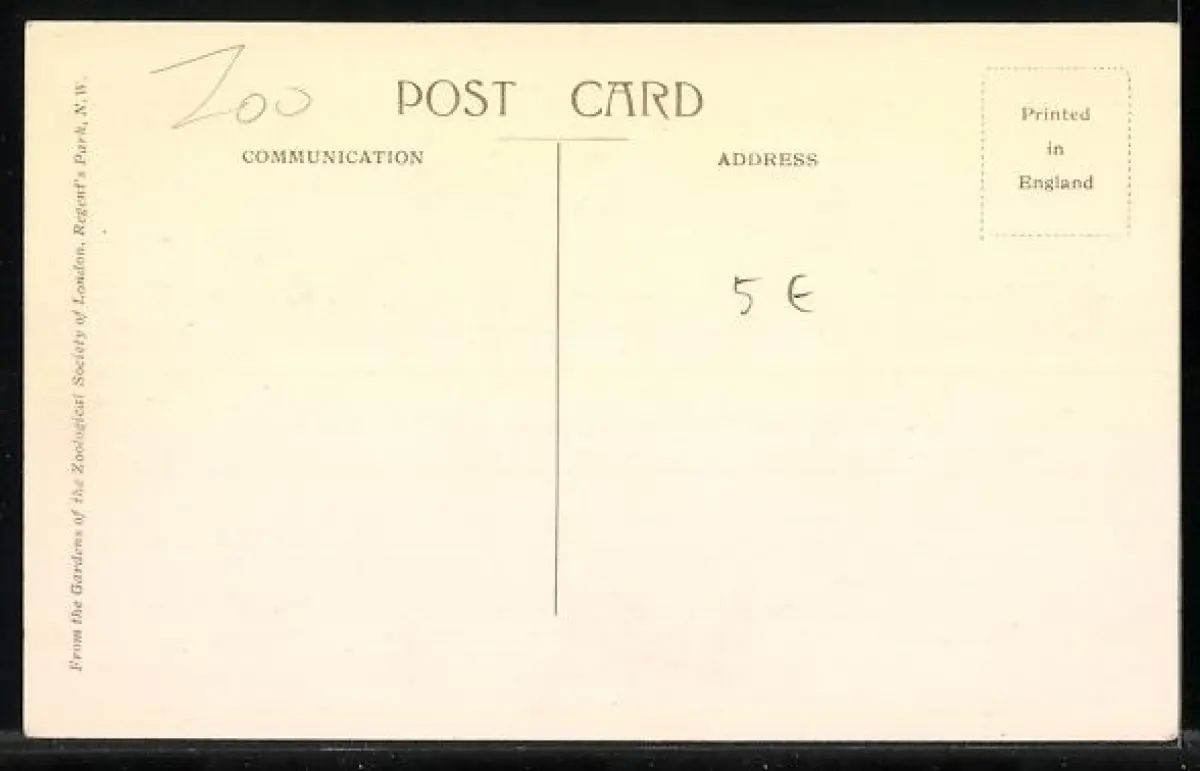 Zoo
POST CARD
COMMUNICATION
ADDRESS
Printed
in
England
5 €
From the Gardens of the Zoological Society of London, Regent's Park, N.W.